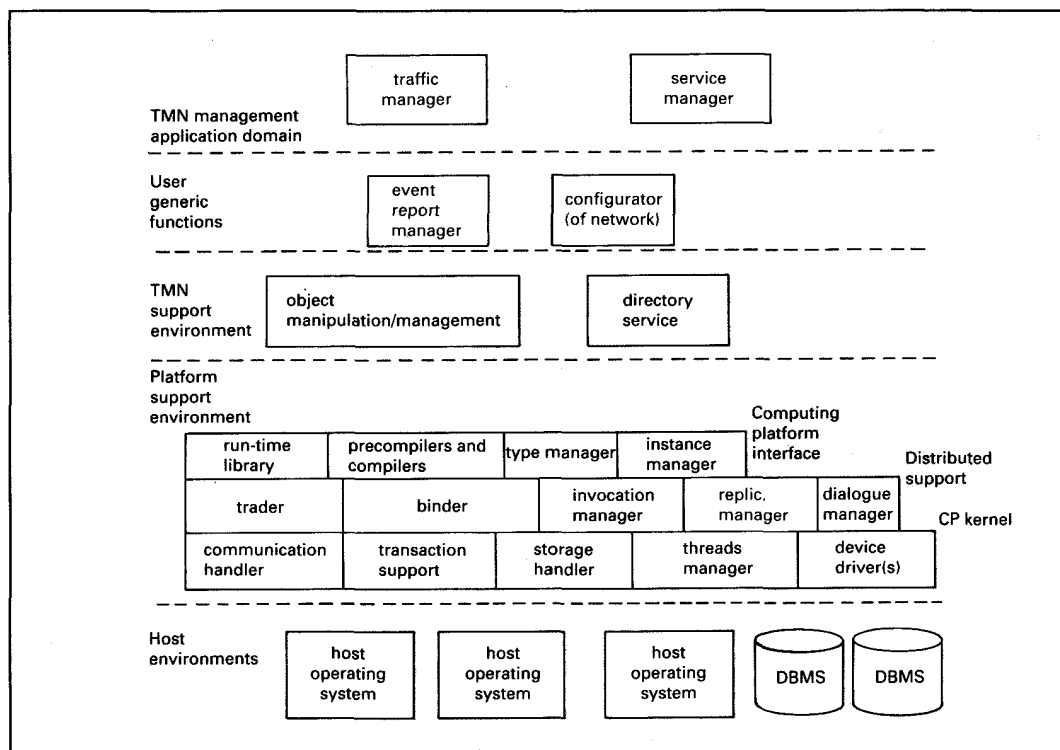 traffic
manager
service
manager
TMN management
application domain
User
generic
functions
event
report
manager
configurator
(of network)
TMN
support
environment
object
manipulation/management
directory
service
Platform
support
environment
Computing
platform
interface
run-time
library
precompilers and
compilers
type manager
instance
manager
Distributed
support
trader
binder
invocation
manager
replic.
manager
dialogue
manager
CP kernel
communication
handler
transaction
support
storage
handler
threads
manager
device
driver(s)
Host
environments
host
operating
system
host
operating
system
host
operating
system
DBMS
DBMS